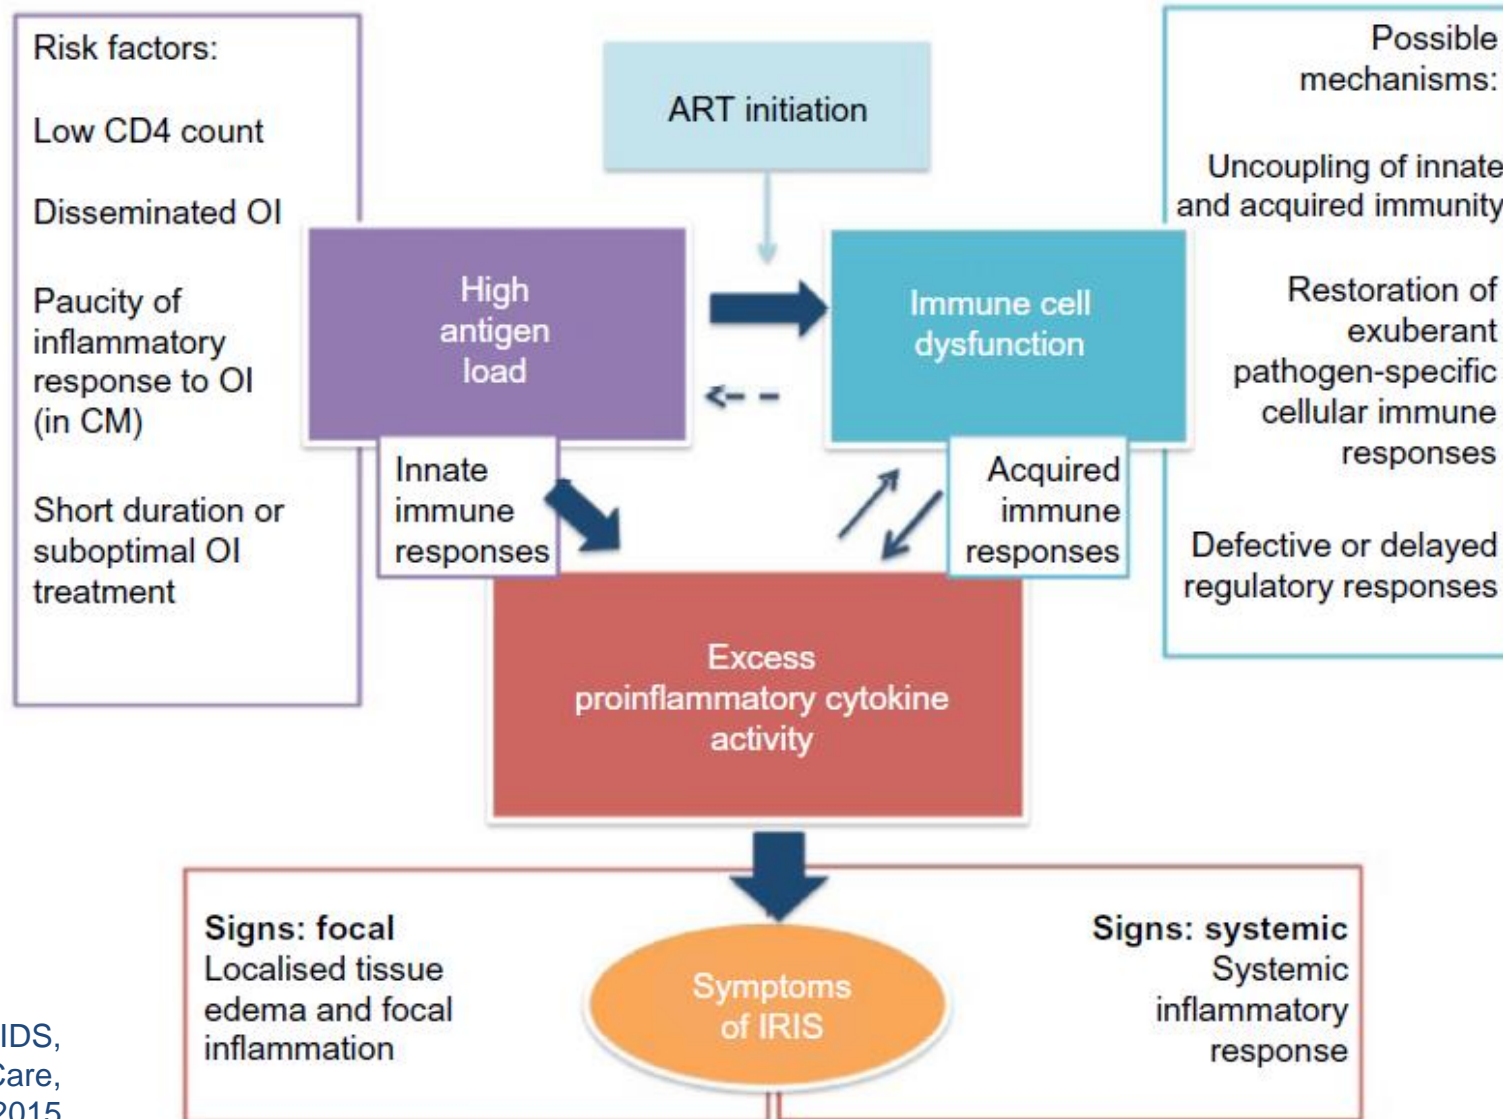 Risk factors:
Low CD4 count
Disseminated OI
Paucity of
inflammatory
response to OI
(in CM)
Short duration or
suboptimal OI
treatment
ART initiation
Possible
mechanisms:
Uncoupling of innate
and acquired immunity
Restoration of
exuberant
pathogen-specific
cellular immune
responses
Defective or delayed
regulatory responses
High
antigen
load
Immune cell
dysfunction
Innate
immune
responses
Acquired
immune
responses
Excess
proinflammatory cytokine
activity
Signs: focal
Localised tissue
edema and focal
inflammation
Symptoms
of IRIS
Signs: systemic
Systemic
inflammatory
response
IDS,
Care,
2015